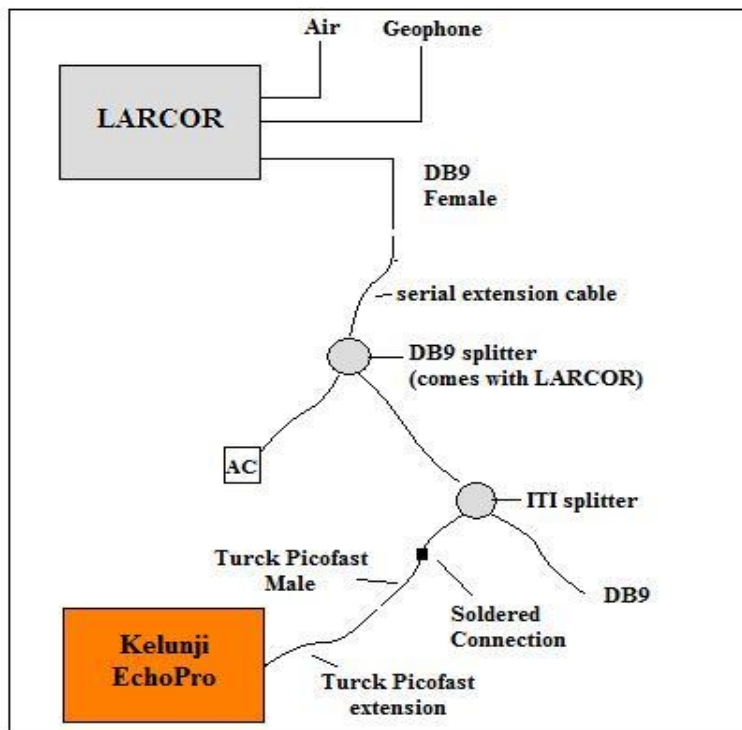 Air
Geophone
LARCOR
DB9
Female
serial extension cable
DB9 splitter
(comes with LARCOR)
AC
ITI splitter
Turck Picofast
Male
DB9
Soldered
Connection
Kelunji
EchoPro
Turck Picofast
extension